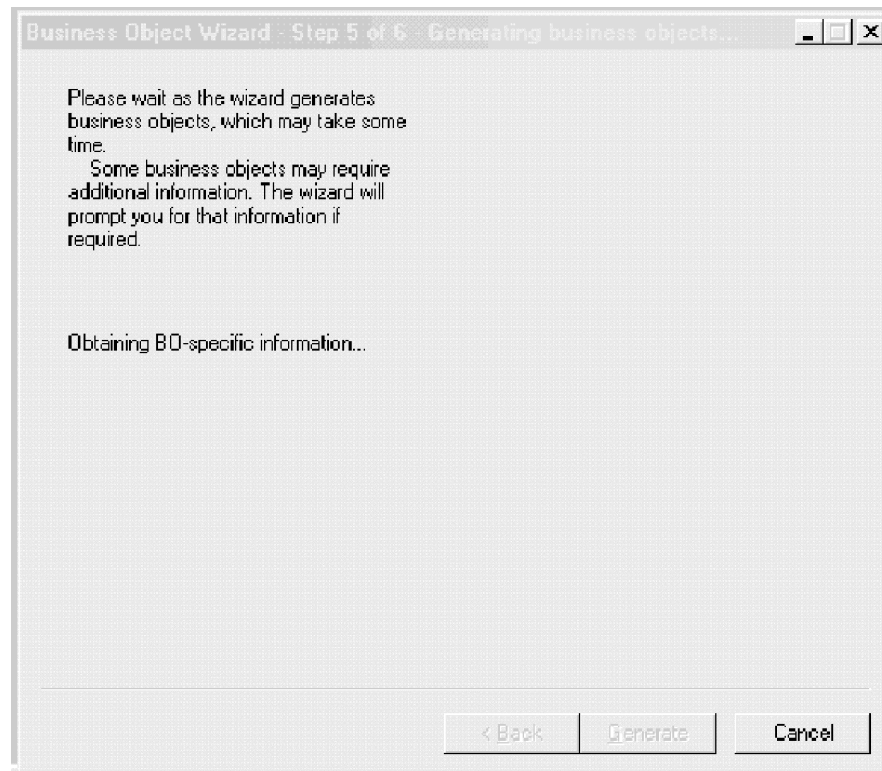 Business Object Wizard - Step 5 of 6 - Generating business objects...
Please wait as the wizard generates
business objects, which may take some
time.
Some business objects may require
additional information. The wizard will
prompt you for that information if
required.
Obtaining BO-specific information...
< Back
Generate
Cancel